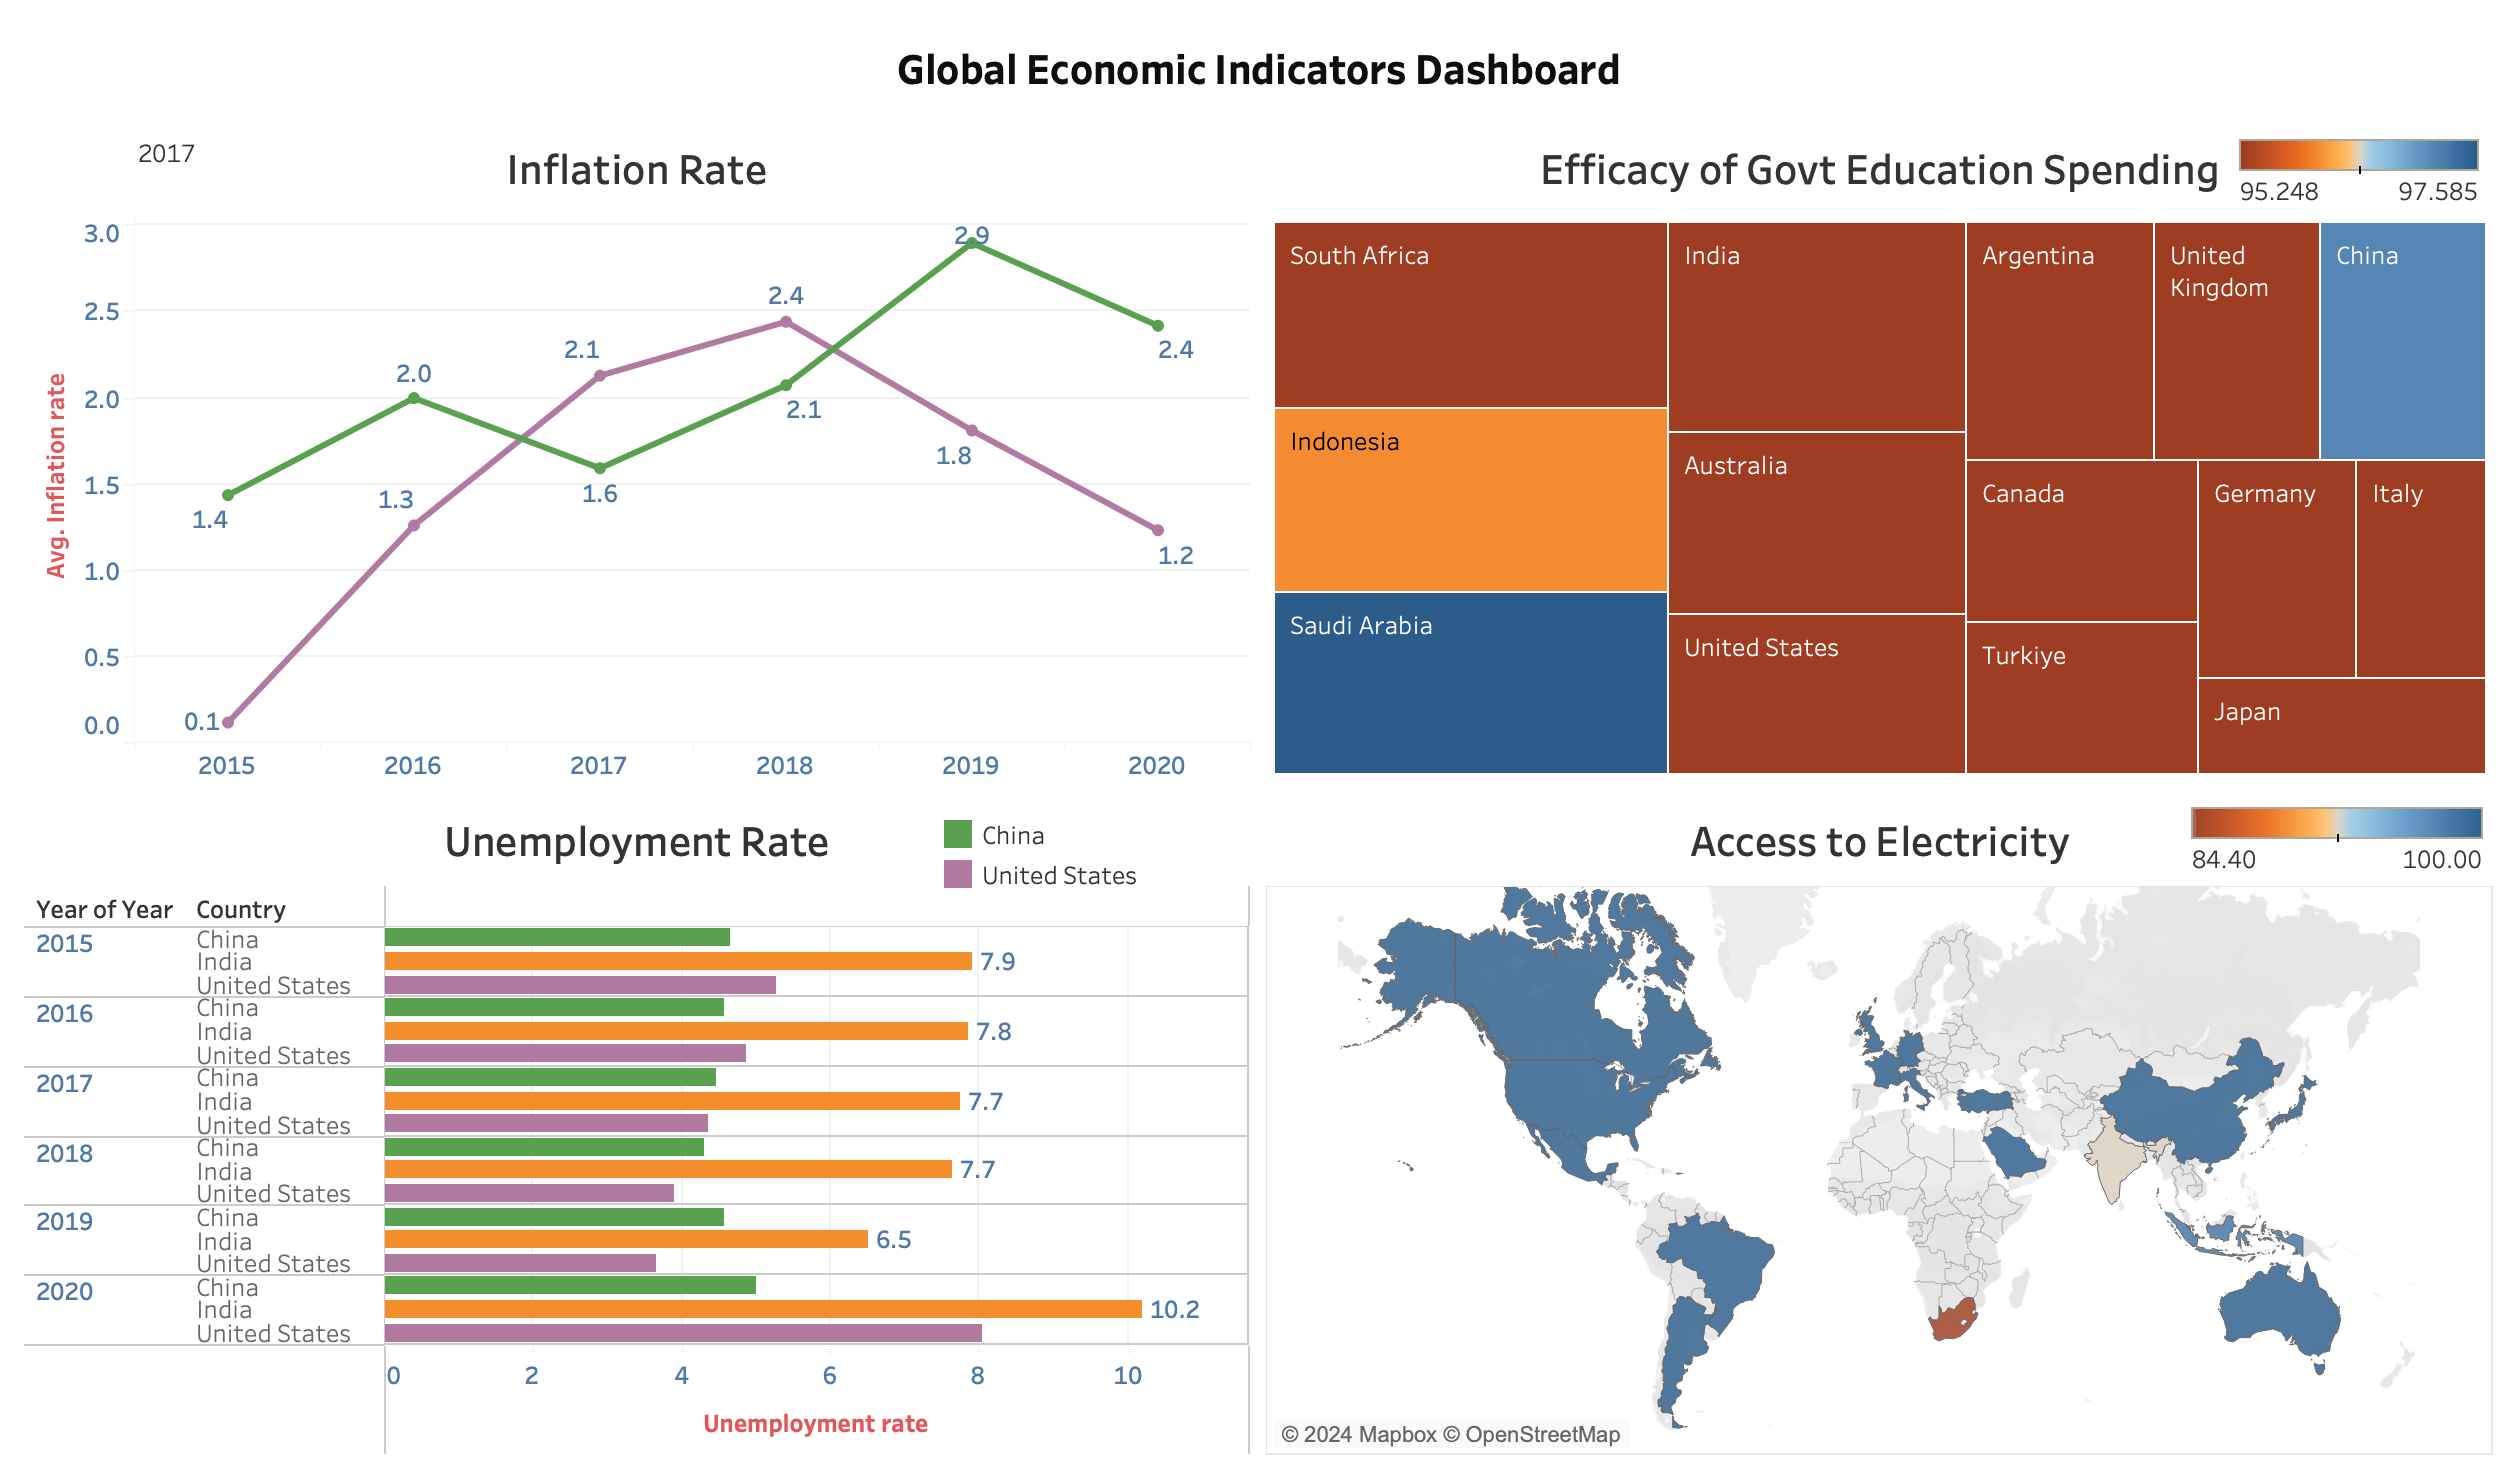 Global Economic Indicators Dashboard
2017
Inflation Rate
3.0
2.5
2.0
1.5
1.0
0.5
0.0
Avg. Inflation rate
1.4
2.0
1.6
2.1
2.9
2.4
0.1
1.3
2.1
2.4
1.8
1.2
2015 2016 2017 2018 2019 2020
Efficacy of Govt Education Spending
95.248 97.585
South Africa
Indonesia
Saudi Arabia
India
Australia
United States
Argentina
United
Kingdom
China
Canada
Turkiye
Germany
Italy
Japan
Unemployment Rate
China
United States
Year of Year Country
2015 China
India 7.9
United States
2016 China
India 7.8
United States
2017 China
India 7.7
United States
2018 China
India 7.7
United States
2019 China
India 6.5
United States
2020 China
India 10.2
United States
0 2 4 6 8 10
Unemployment rate
Access to Electricity
84.40 100.00
© 2024 Mapbox © OpenStreetMap